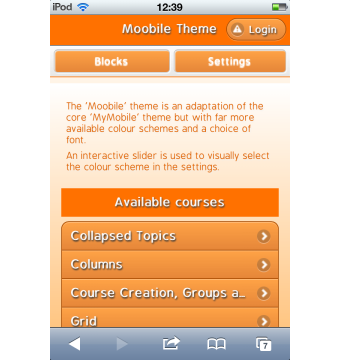 iPod 12:39
Moobile Theme Login
Blocks Settings
The 'Moobile' theme is an adaptation of the
core 'MyMobile' theme but with far more
available colour schemes and a choice of
font.
An interactive slider is used to visually select
the colour scheme in the settings.
Available courses
Collapsed Topics
Columns
Course Creation, Groups a...
Grid
7